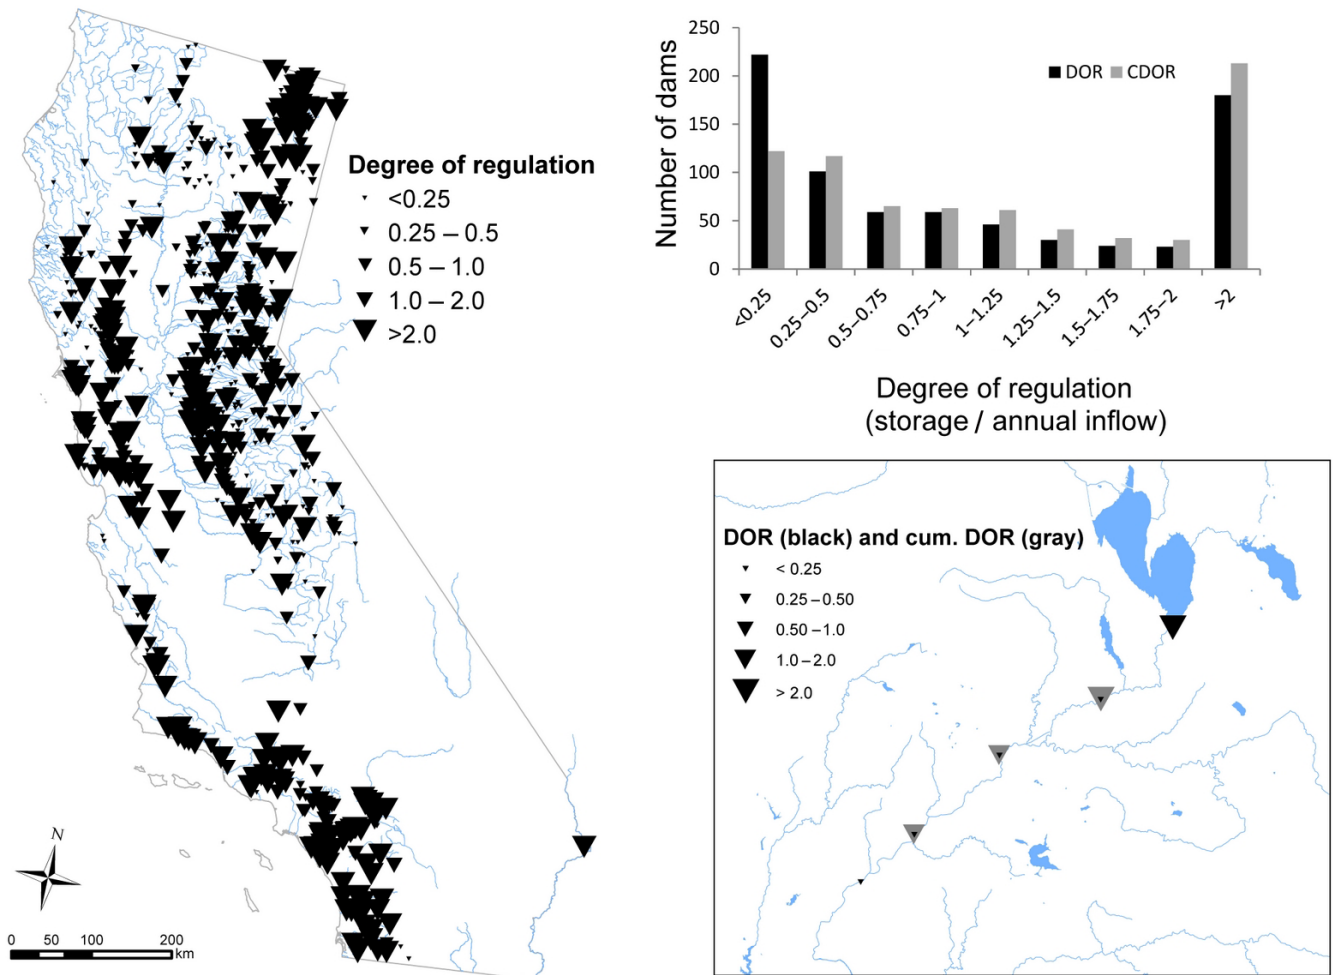 Degree of regulation
<0.25
0.25 – 0.5
0.5 – 1.0
1.0 – 2.0
>2.0
N
0 50 100 200
km
250
200
150
100
50
0
Number of dams
DOR CDOR
<0.25
0.25–0.5
0.5–0.75
0.75–1
1–1.25
1.25–1.5
1.5–1.75
1.75–2
>2
Degree of regulation
(storage / annual inflow)
DOR (black) and cum. DOR (gray)
< 0.25
0.25 – 0.50
0.50 – 1.0
1.0 – 2.0
> 2.0